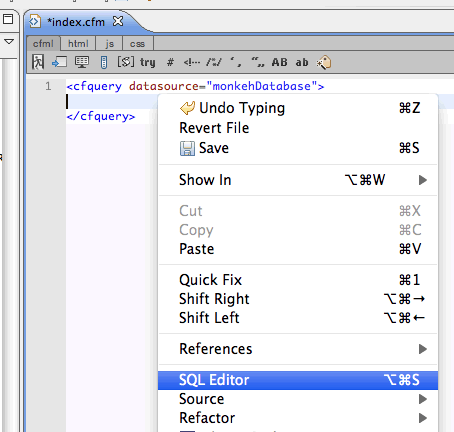 *index.cfm
cfml html js css
try # <!-- /*/ ' , " ,, AB ab
1 <cfquery datasource="monkehDatabase">
</cfquery>
Undo Typing ⌘Z
Revert File
Save ⌘S
Show In ⌥⌘W
Cut ⌘X
Copy ⌘C
Paste ⌘V
Quick Fix ⌘1
Shift Right ⌥⌘→
Shift Left ⌥⌘←
References
SQL Editor ⌥⌘S
Source
Refactor